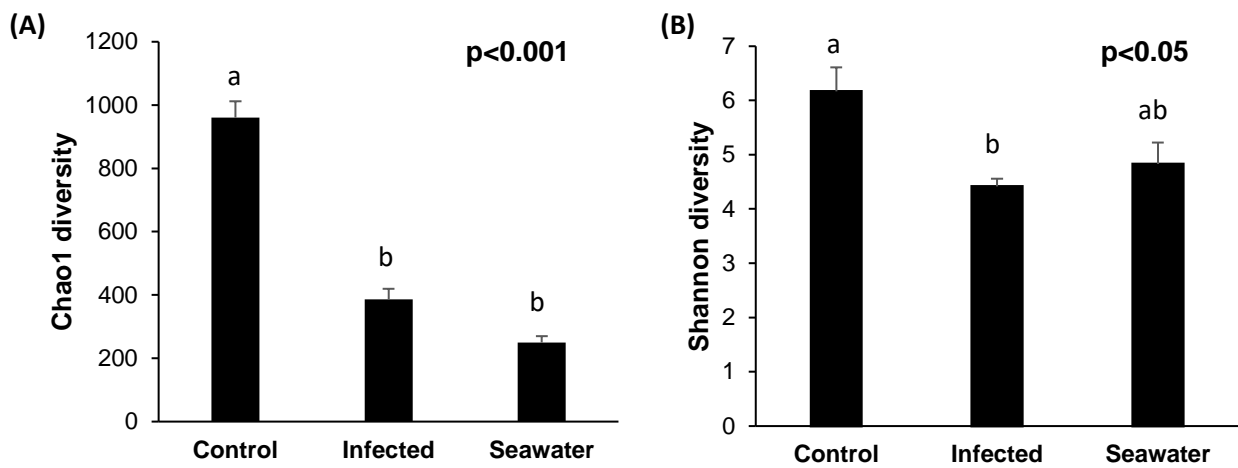 (A)
p<0.001
Chao1 diversity
1200
1000
800
600
400
200
0
a
b
b
Control Infected Seawater
(B)
p<0.05
Shannon diversity
7
6
5
4
3
2
1
0
a
b
ab
Control Infected Seawater